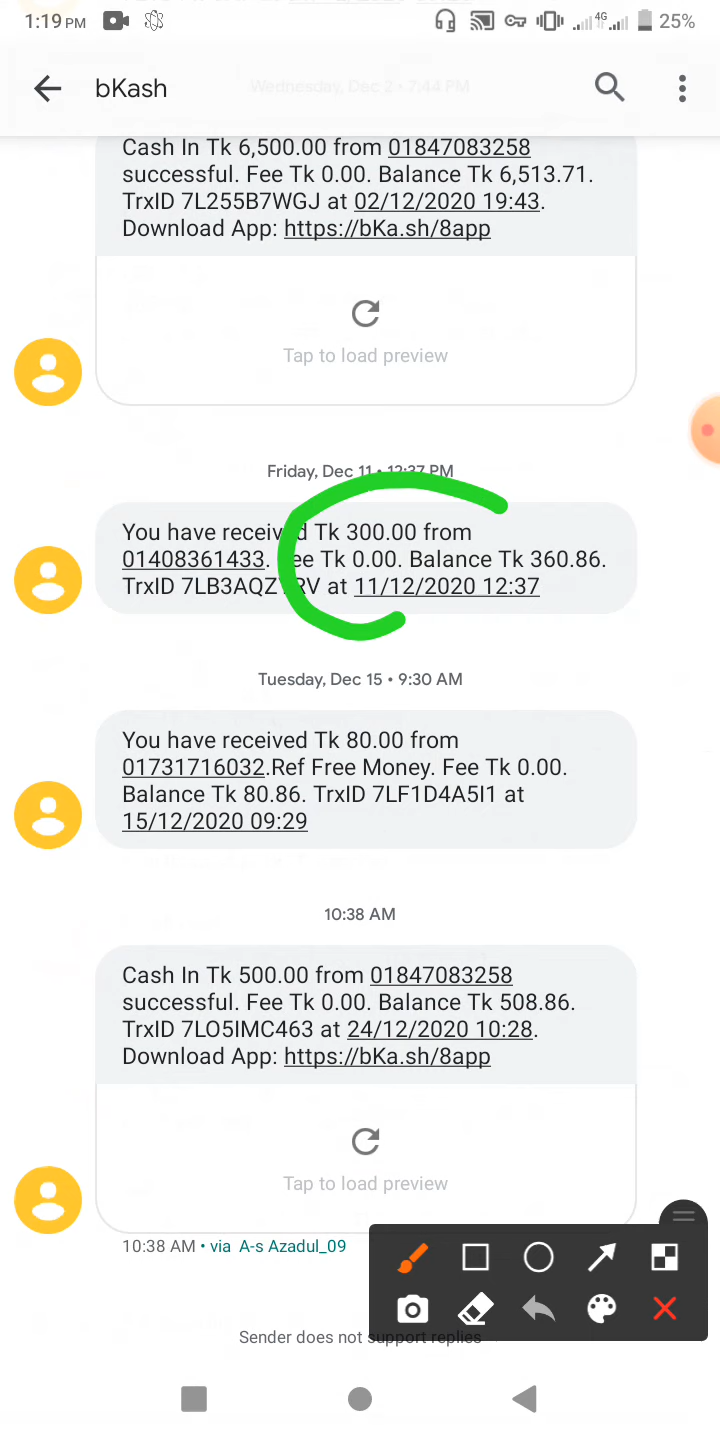 1:19 PM
4G
25%
bKash
Wednesday, Dec 2 • 7:44 PM
Cash In Tk 6,500.00 from 01847083258
successful. Fee Tk 0.00. Balance Tk 6,513.71.
TrxID 7L255B7WGJ at 02/12/2020 19:43.
Download App: https://bKa.sh/8app
Tap to load preview
Friday, Dec 11 • 12:37 PM
You have received Tk 300.00 from
01408361433. Fee Tk 0.00. Balance Tk 360.86.
TrxID at 11/12/2020 12:37
Tuesday, Dec 15 • 9:30 AM
You have received Tk 80.00 from
01731716032.Ref Free Money. Fee Tk 0.00.
Balance Tk 80.86. TrxID 7LF1D4A5I1 at
15/12/2020 09:29
10:38 AM
Cash In Tk 500.00 from 01847083258
successful. Fee Tk 0.00. Balance Tk 508.86.
TrxID 7LO5IMC463 at 24/12/2020 10:28.
Download App: https://bKa.sh/8app
Tap to load preview
10:38 AM • via A-s Azadul_09
Sender does not support replies